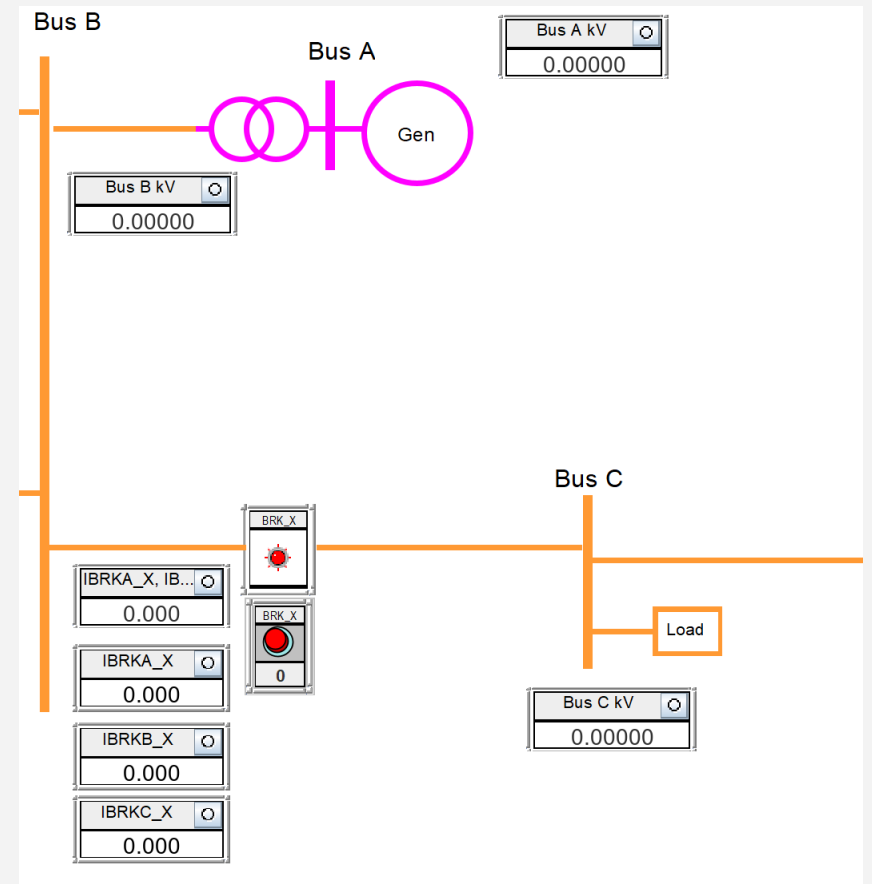 Bus B
Bus A
Bus A kV
0.00000
Gen
Bus B kV
0.00000
Bus C
BRK_X
IBRKA_X, IB...
0.000
BRK_X
0
Load
IBRKA_X
0.000
Bus C kV
0.00000
IBRKB_X
0.000
IBRKC_X
0.000